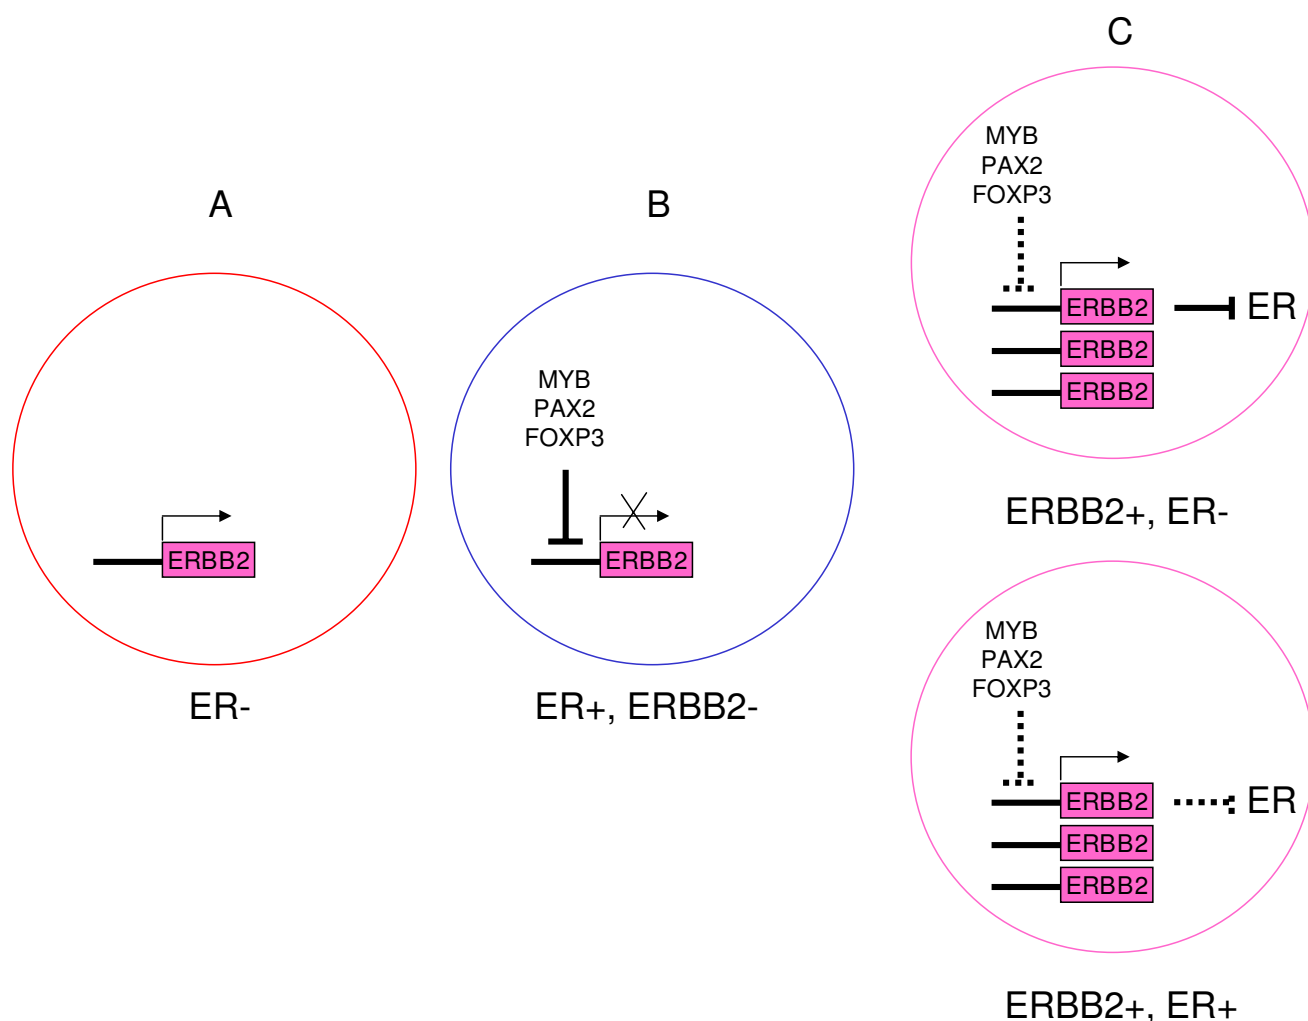 A
ERBB2
ER-
B
MYB
PAX2
FOXP3
ERBB2
ER+, ERBB2-
C
MYB
PAX2
FOXP3
ERBB2 ER
ERBB2
ERBB2
ERBB2+, ER-
MYB
PAX2
FOXP3
ERBB2 ER
ERBB2
ERBB2
ERBB2+, ER+